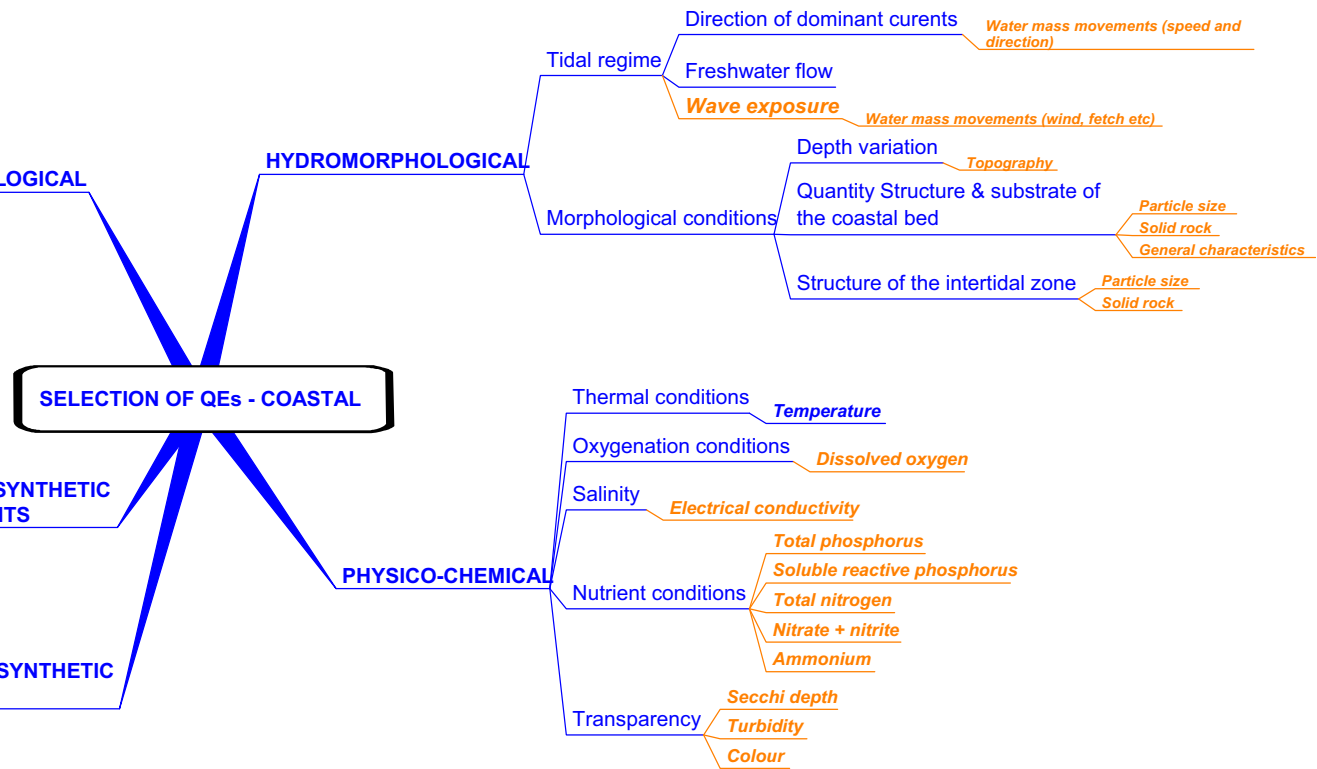 Direction of dominant curents
Water mass movements (speed and
direction)
Tidal regime
Freshwater flow
Wave exposure
Water mass movements (wind, fetch etc)
HYDROMORPHOLOGICAL
Depth variation
Topography
Quantity Structure & substrate of
the coastal bed
Particle size
Solid rock
General characteristics
Morphological conditions
Structure of the intertidal zone
Particle size
Solid rock
LOGICAL
SELECTION OF QEs - COASTAL
SYNTHETIC
ITS
SYNTHETIC
PHYSICO-CHEMICAL
Thermal conditions
Temperature
Oxygenation conditions
Dissolved oxygen
Salinity
Electrical conductivity
Nutrient conditions
Total phosphorus
Soluble reactive phosphorus
Total nitrogen
Nitrate + nitrite
Ammonium
Transparency
Secchi depth
Turbidity
Colour